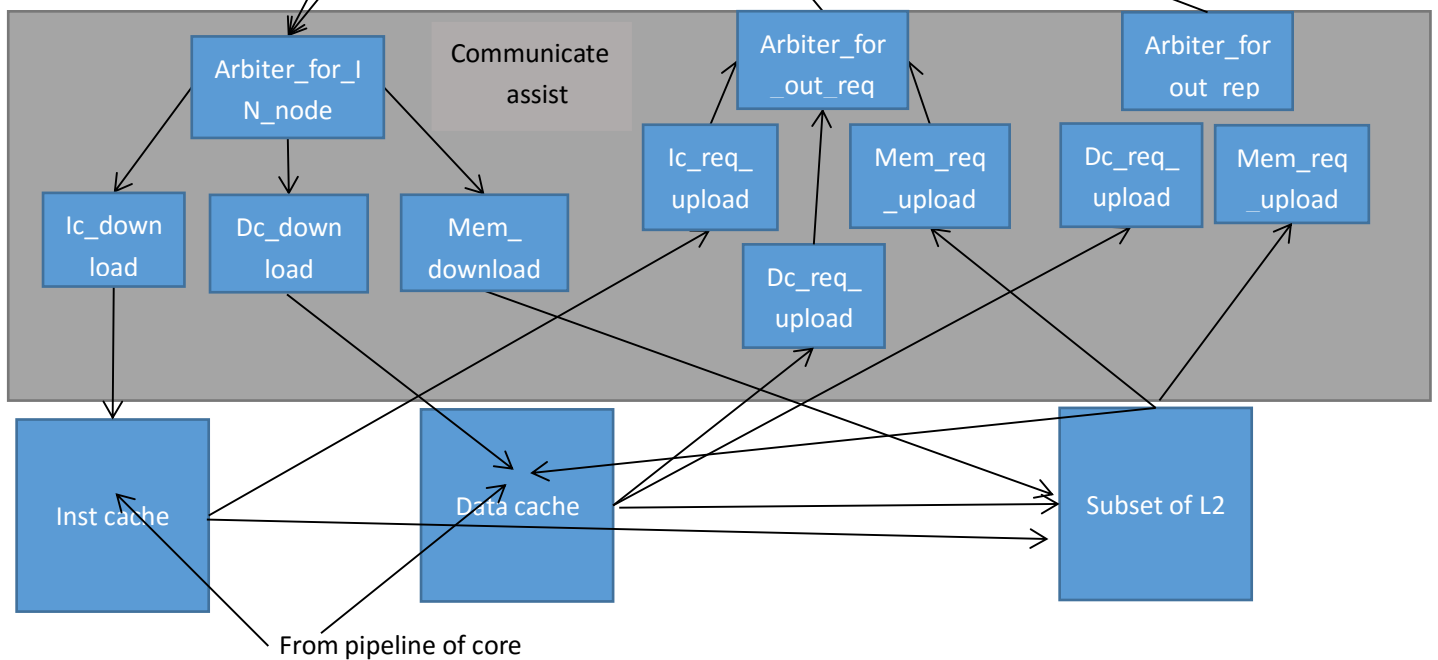 Arbiter_for_I
N_node
Communicate
assist
Arbiter_for
_out_req
Arbiter_for
out_rep
Ic_req_
upload
Mem_req
_upload
Dc_req_
upload
Mem_req
_upload
Ic_down
load
Dc_down
load
Mem_
download
Dc_req_
upload
Inst cache
Data cache
Subset of L2
From pipeline of core